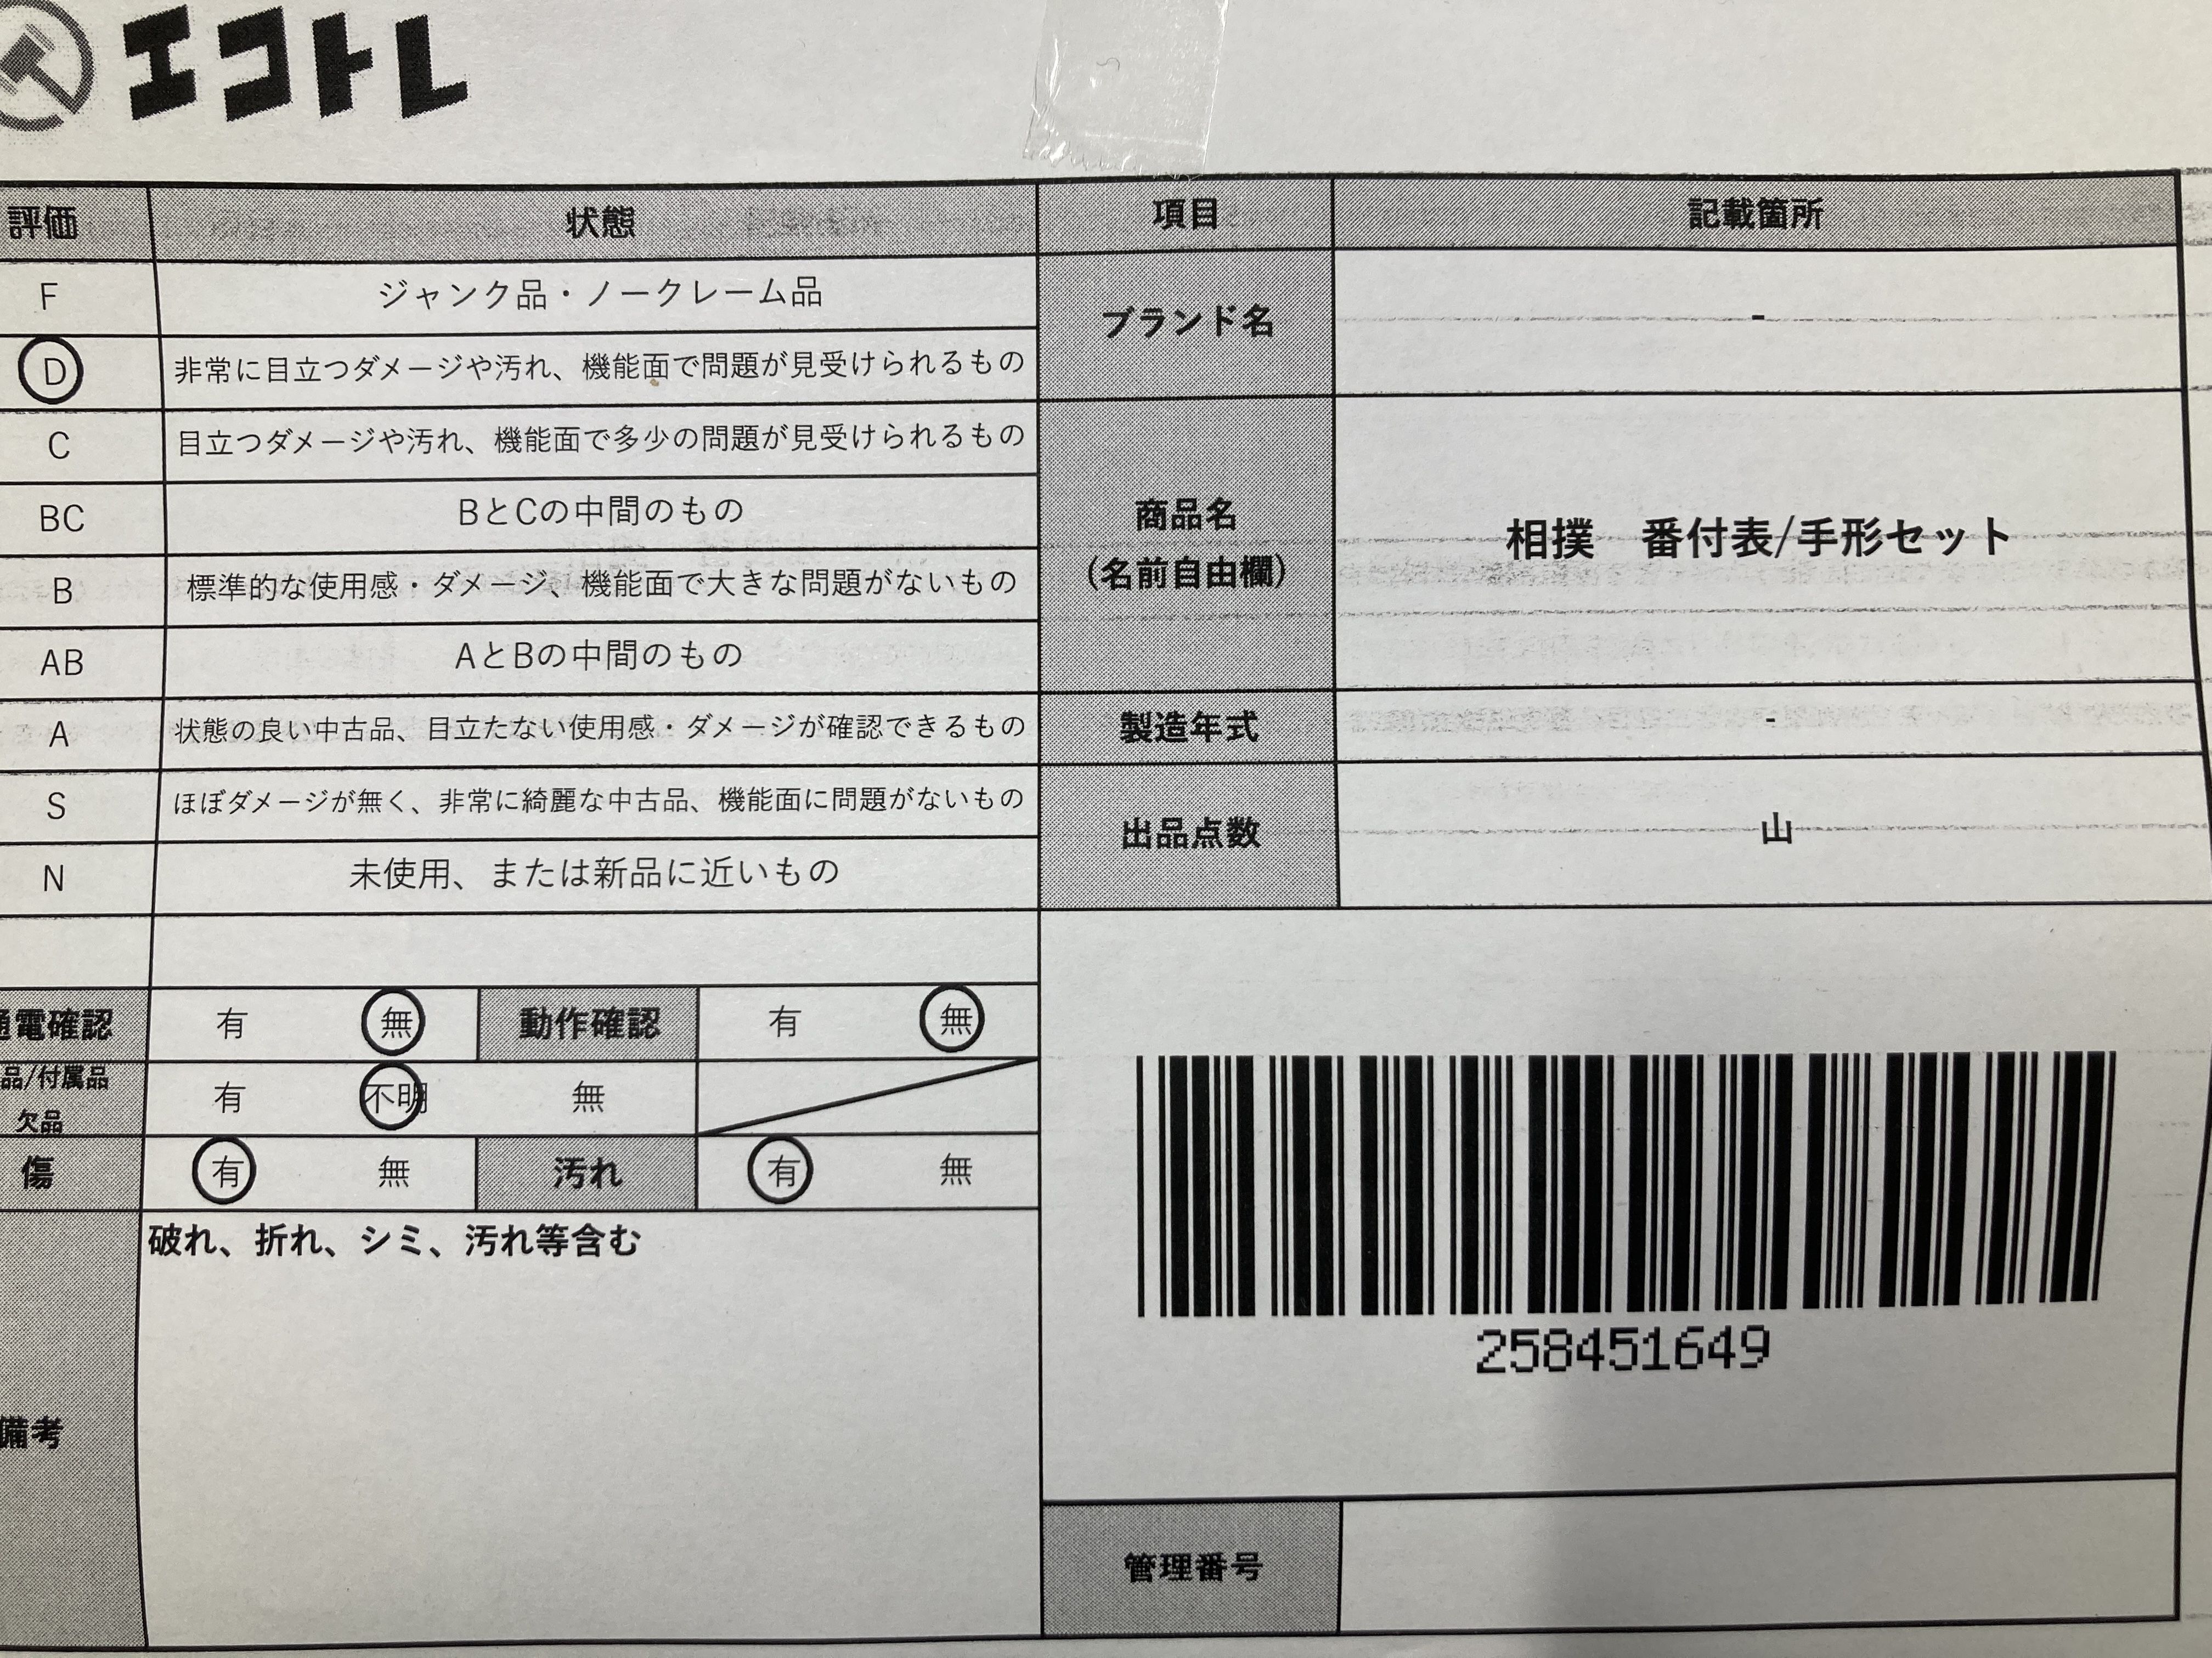 エコトレ
評価 状態 項目 記載箇所
F ジャンク品・ノークレーム品
D 非常に目立つダメージや汚れ、機能面で問題が見受けられるもの
ブランド名 -
C 目立つダメージや汚れ、機能面で多少の問題が見受けられるもの
BC BとCの中間のもの
B 標準的な使用感・ダメージ、機能面で大きな問題がないもの
AB AとBの中間のもの
商品名
(名前自由欄)
相撲　番付表/手形セット
A 状態の良い中古品、目立たない使用感・ダメージが確認できるもの
製造年式 -
S ほぼダメージが無く、非常に綺麗な中古品、機能面に問題がないもの
N 未使用、または新品に近いもの
出品点数 山
通電確認 有 無 動作確認 有 無
品/付属品
欠品
有 不明 無
傷 有 無 汚れ 有 無
備考
破れ、折れ、シミ、汚れ等含む
258451649
管理番号